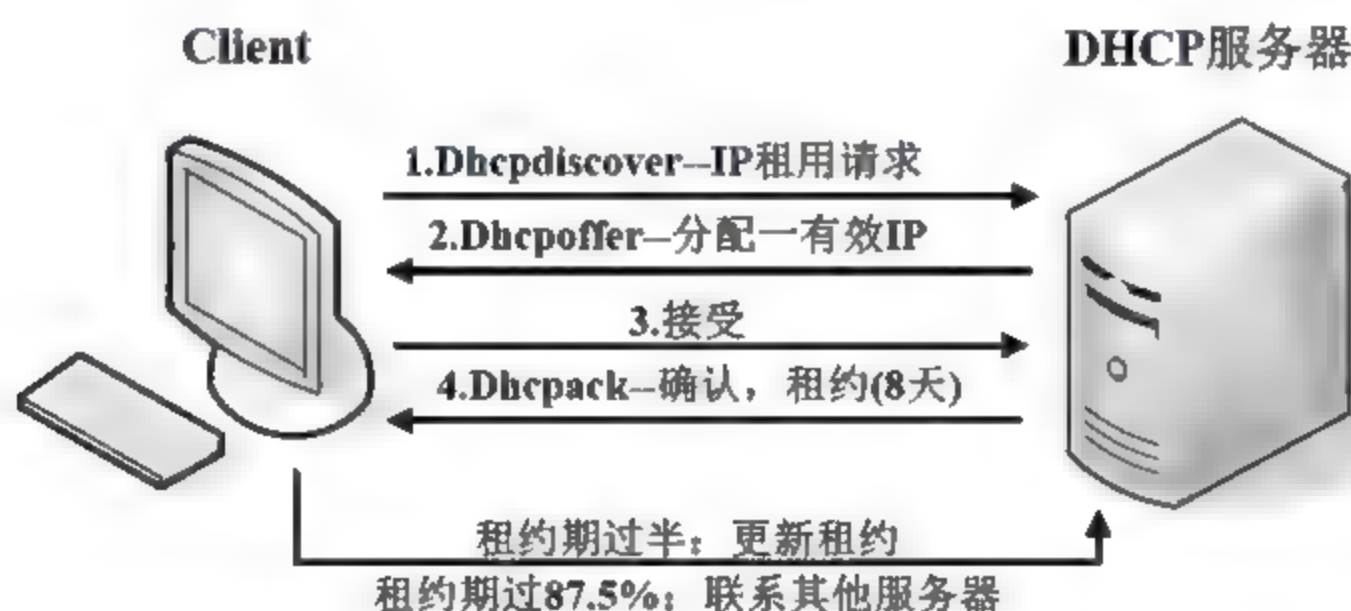 Client
DHCP服务器
1.Dhcpdiscover--IP租用请求
2.Dhcpoffer--分配一有效IP
3.接受
4.Dhcpack--确认，租约(8天)
租约期过半：更新租约
租约期过87.5%：联系其他服务器